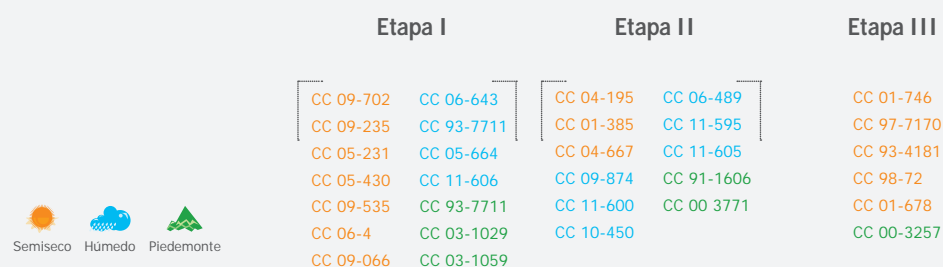 Etapa I Etapa II Etapa III
CC 09-702 CC 06-643 CC 04-195 CC 06-489 CC 01-746
CC 09-235 CC 93-7711 CC 01-385 CC 11-595 CC 97-7170
CC 05-231 CC 05-664 CC 04-667 CC 11-605 CC 93-4181
CC 05-430 CC 11-606 CC 09-874 CC 91-1606 CC 98-72
CC 09-535 CC 93-7711 CC 11-600 CC 00 3771 CC 01-678
CC 06-4 CC 03-1029 CC 10-450 CC 00-3257
CC 09-066 CC 03-1059
Semiseco Húmedo Piedemonte